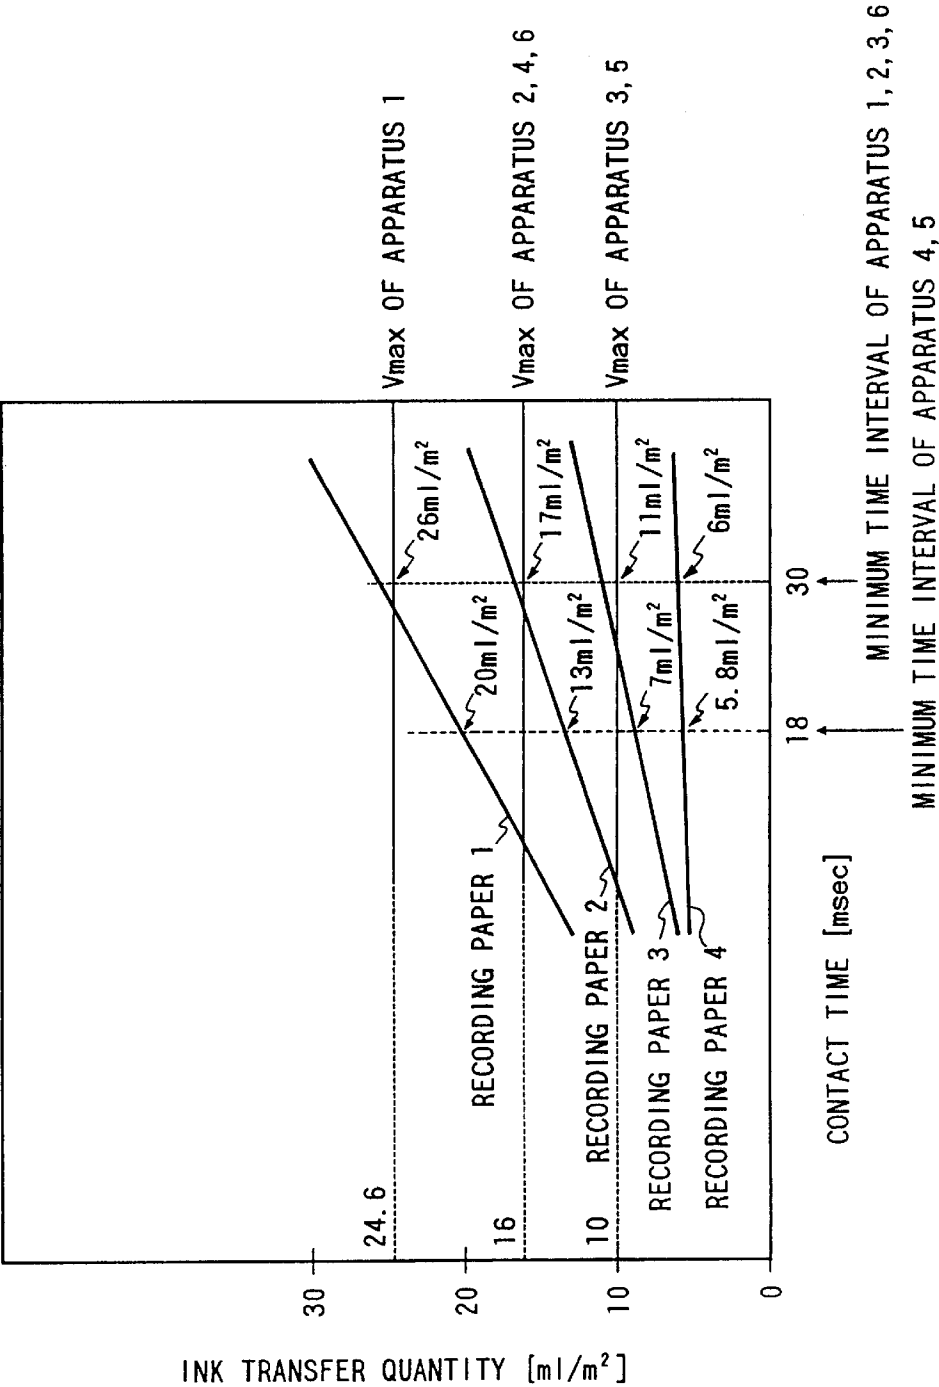 INK TRANSFER QUANTITY [ml/m²]
30
20
10
0
24.6
16
10
Vmax OF APPARATUS 1
Vmax OF APPARATUS 2, 4, 6
Vmax OF APPARATUS 3, 5
RECORDING PAPER 1
RECORDING PAPER 2
RECORDING PAPER 3
RECORDING PAPER 4
20ml/m²
26ml/m²
13ml/m²
17ml/m²
7ml/m²
11ml/m²
5.8ml/m²
6ml/m²
18
30
CONTACT TIME [msec]
MINIMUM TIME INTERVAL OF APPARATUS 1, 2, 3, 6
MINIMUM TIME INTERVAL OF APPARATUS 4, 5